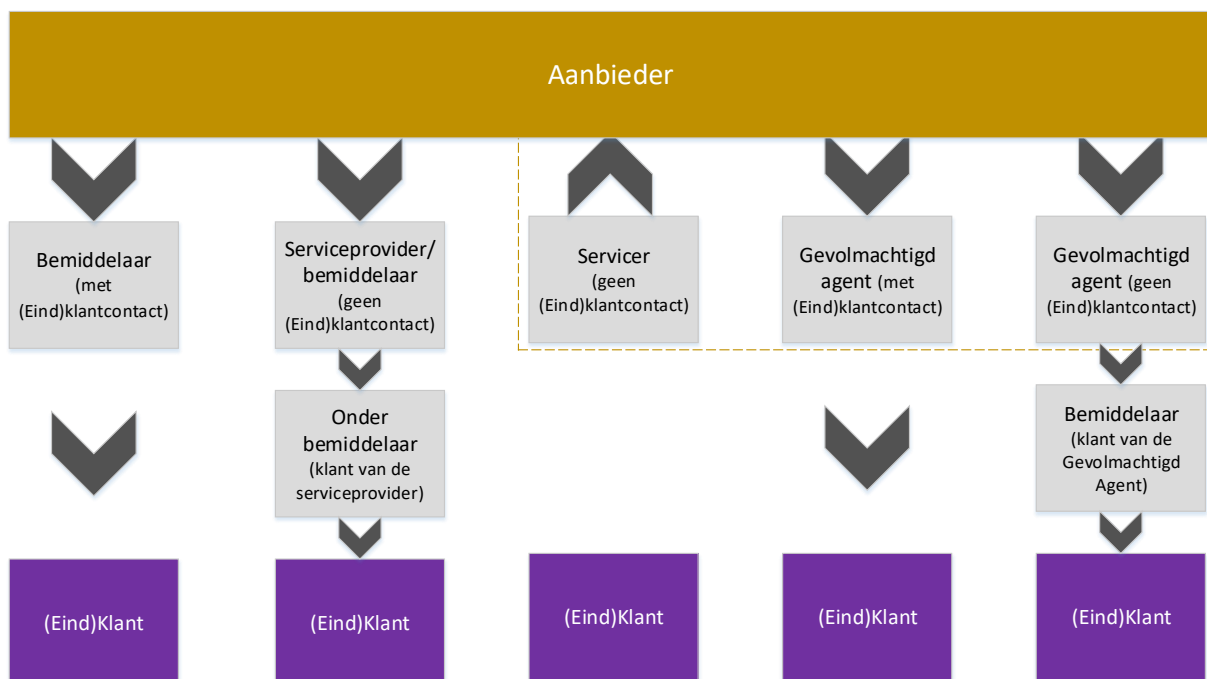 Aanbieder
Bemiddelaar
(met
(Eind)klantcontact)
Serviceprovider/
bemiddelaar
(geen
(Eind)klantcontact)
Servicer
(geen
(Eind)klantcontact)
Gevolmachtigd
agent (met
(Eind)klantcontact)
Gevolmachtigd
agent (geen
(Eind)klantcontact)
Onder
bemiddelaar
(klant van de
serviceprovider)
Bemiddelaar
(klant van de
Gevolmachtigd
Agent)
(Eind)Klant
(Eind)Klant
(Eind)Klant
(Eind)Klant
(Eind)Klant